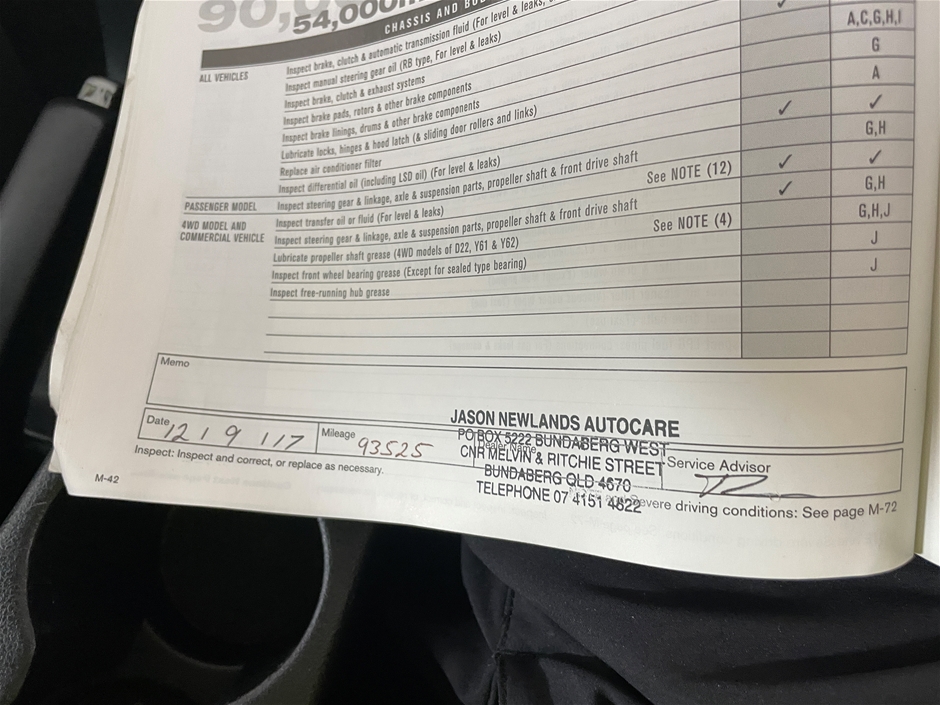 90,
54,000
CHASSIS AND
Inspect brake, clutch & automatic transmission fluid (For level & leaks,
A,C,G,H,I
ALL VEHICLES
Inspect manual steering gear oil (RB type, For level & leaks)
G
Inspect brake, clutch & exhaust systems
A
Inspect brake pads, rotors & other brake components
✓ ✓
Inspect brake linings, drums & other brake components
G,H
Lubricate locks, hinges & hood latch (& sliding door rollers and links)
✓ ✓
Replace air conditioner filter
✓ G,H
Inspect differential oil (including LSD oil) (For level & leaks)
PASSENGER MODEL Inspect steering gear & linkage, axle & suspension parts, propeller shaft & front drive shaft See NOTE (12)
G,H,J
4WD MODEL AND
COMMERCIAL VEHICLE
Inspect transfer oil or fluid (For level & leaks)
Inspect steering gear & linkage, axle & suspension parts, propeller shaft & front drive shaft See NOTE (4)
J
Lubricate propeller shaft grease (4WD models of D22, Y61 & Y62)
J
Inspect front wheel bearing grease (Except for sealed type bearing)
Inspect free-running hub grease
Memo
Date 12 / 9 / 17 Mileage 93525
JASON NEWLANDS AUTOCARE
PO BOX 5222 BUNDABERG WEST
Dealer Name
CNR MELVIN & RITCHIE STREET
BUNDABERG QLD 4670
TELEPHONE 07 4151 4822
Service Advisor
Inspect: Inspect and correct, or replace as necessary.
Severe driving conditions: See page M-72
M-42